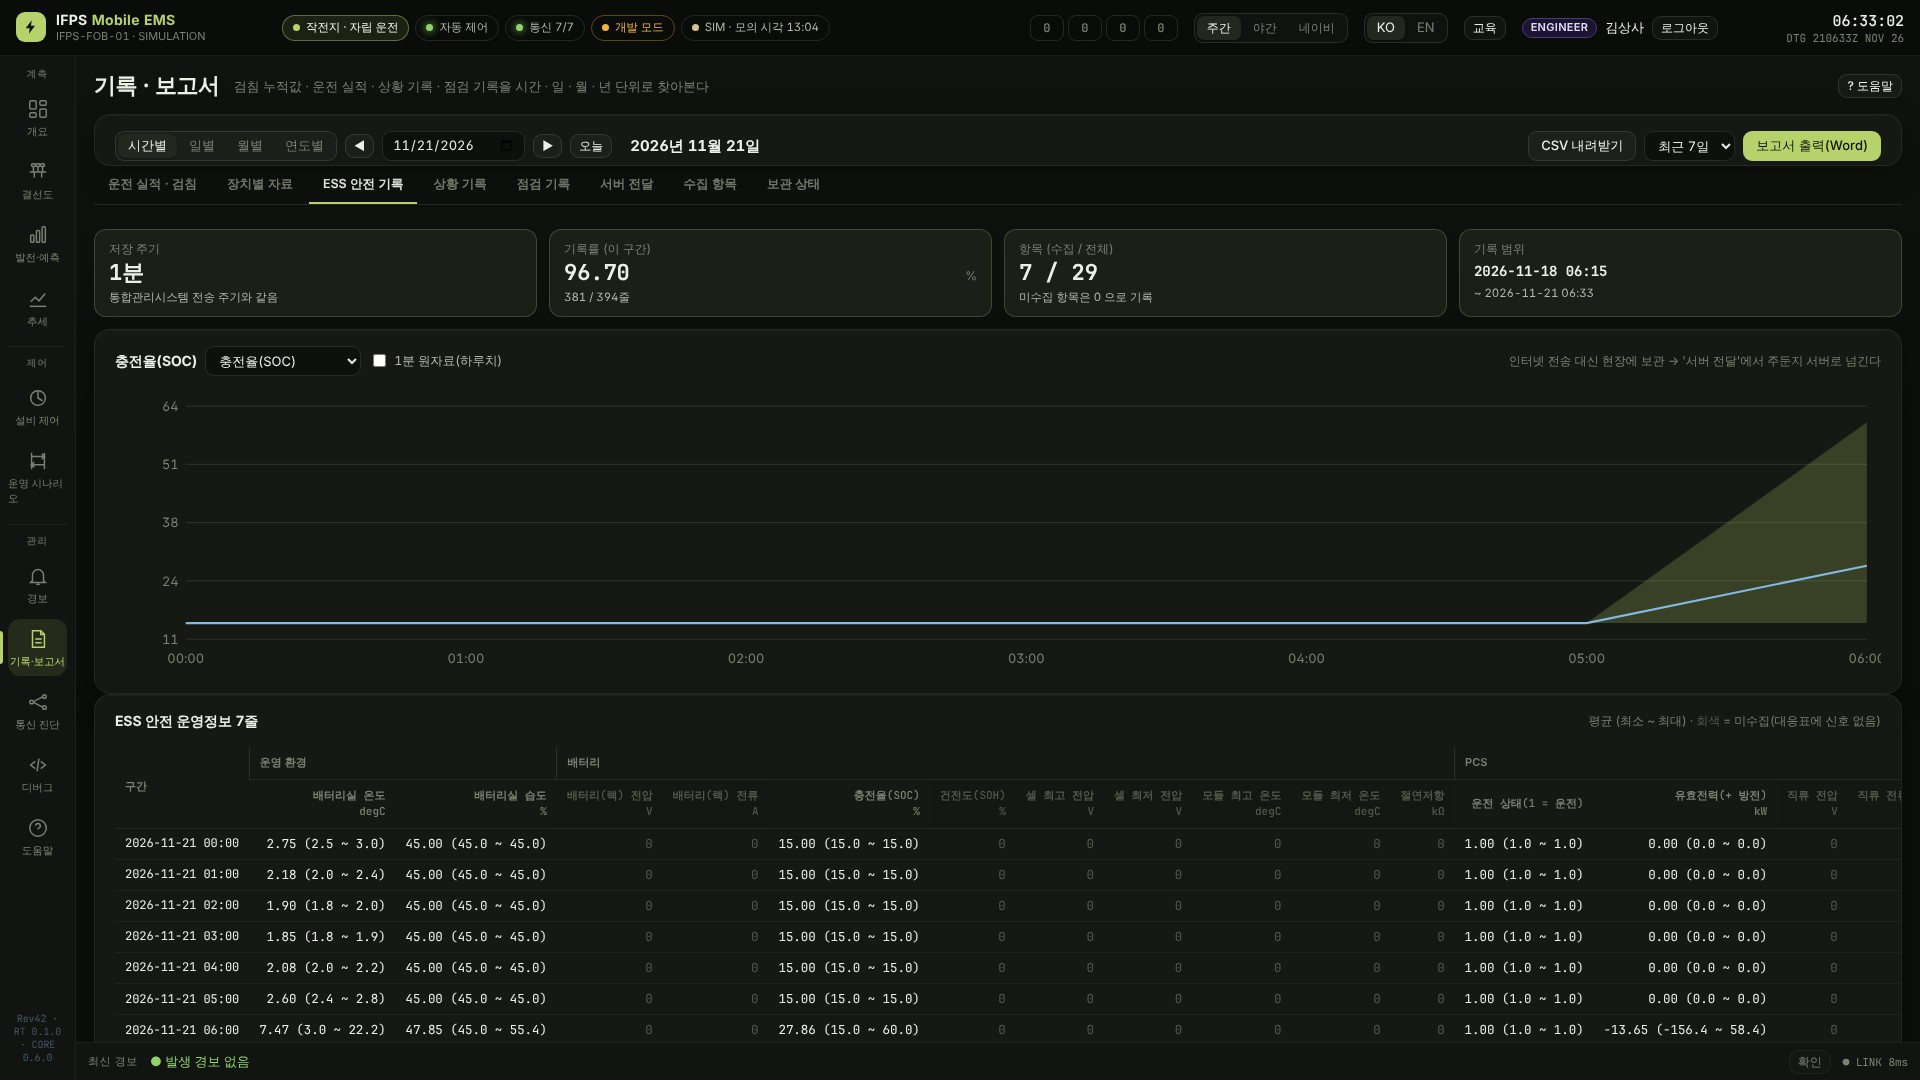 IFPS Mobile EMS
IFPS-FOB-01 · SIMULATION
작전지 · 자립 운전
자동 제어
통신 7/7
개발 모드
SIM · 모의 시각 13:04
0 0 0 0
주간 야간 네이비
KO EN
교육
ENGINEER 김상사 로그아웃
06:33:02
DTG 210633Z NOV 26
계측
개요
결선도
발전·예측
추세
제어
설비 제어
운영 시나리
오
관리
경보
기록·보고서
통신 진단
디버그
도움말
Rev42 ·
RT 0.1.0
· CORE
0.6.0
기록 · 보고서 검침 누적값 · 운전 실적 · 상황 기록 · 점검 기록을 시간 · 일 · 월 · 년 단위로 찾아본다
? 도움말
시간별 일별 월별 연도별 ◀ 11/21/2026 ▶ 오늘 2026년 11월 21일
CSV 내려받기 최근 7일 보고서 출력(Word)
운전 실적 · 검침 장치별 자료 ESS 안전 기록 상황 기록 점검 기록 서버 전달 수집 항목 보관 상태
저장 주기
1분
통합관리시스템 전송 주기와 같음
기록률 (이 구간)
96.70 %
381 / 394줄
항목 (수집 / 전체)
7 / 29
미수집 항목은 0 으로 기록
기록 범위
2026-11-18 06:15
~ 2026-11-21 06:33
충전율(SOC) 충전율(SOC) 1분 원자료(하루치)
인터넷 전송 대신 현장에 보관 → '서버 전달'에서 주둔지 서버로 넘긴다
64
51
38
24
11
00:00 01:00 02:00 03:00 04:00 05:00 06:00
ESS 안전 운영정보 7줄
평균 (최소 ~ 최대) · 회색 = 미수집(대응표에 신호 없음)
구간 운영 환경 배터리 PCS
배터리실 온도 배터리실 습도 배터리(랙) 전압 배터리(랙) 전류 충전율(SOC) 건전도(SOH) 셀 최고 전압 셀 최저 전압 모듈 최고 온도 모듈 최저 온도 절연저항 운전 상태(1 = 운전) 유효전력(+ 방전) 직류 전압 직류 전류
degC % V A % % V V degC degC kΩ kW V
2026-11-21 00:00 2.75 (2.5 ~ 3.0) 45.00 (45.0 ~ 45.0) 0 0 15.00 (15.0 ~ 15.0) 0 0 0 0 0 0 1.00 (1.0 ~ 1.0) 0.00 (0.0 ~ 0.0) 0
2026-11-21 01:00 2.18 (2.0 ~ 2.4) 45.00 (45.0 ~ 45.0) 0 0 15.00 (15.0 ~ 15.0) 0 0 0 0 0 0 1.00 (1.0 ~ 1.0) 0.00 (0.0 ~ 0.0) 0
2026-11-21 02:00 1.90 (1.8 ~ 2.0) 45.00 (45.0 ~ 45.0) 0 0 15.00 (15.0 ~ 15.0) 0 0 0 0 0 0 1.00 (1.0 ~ 1.0) 0.00 (0.0 ~ 0.0) 0
2026-11-21 03:00 1.85 (1.8 ~ 1.9) 45.00 (45.0 ~ 45.0) 0 0 15.00 (15.0 ~ 15.0) 0 0 0 0 0 0 1.00 (1.0 ~ 1.0) 0.00 (0.0 ~ 0.0) 0
2026-11-21 04:00 2.08 (2.0 ~ 2.2) 45.00 (45.0 ~ 45.0) 0 0 15.00 (15.0 ~ 15.0) 0 0 0 0 0 0 1.00 (1.0 ~ 1.0) 0.00 (0.0 ~ 0.0) 0
2026-11-21 05:00 2.60 (2.4 ~ 2.8) 45.00 (45.0 ~ 45.0) 0 0 15.00 (15.0 ~ 15.0) 0 0 0 0 0 0 1.00 (1.0 ~ 1.0) 0.00 (0.0 ~ 0.0) 0
2026-11-21 06:00 7.47 (3.0 ~ 22.2) 47.85 (45.0 ~ 55.4) 0 0 27.86 (15.0 ~ 60.0) 0 0 0 0 0 0 1.00 (1.0 ~ 1.0) -13.65 (-156.4 ~ 58.4) 0
최신 경보 발생 경보 없음
확인 LINK 8ms